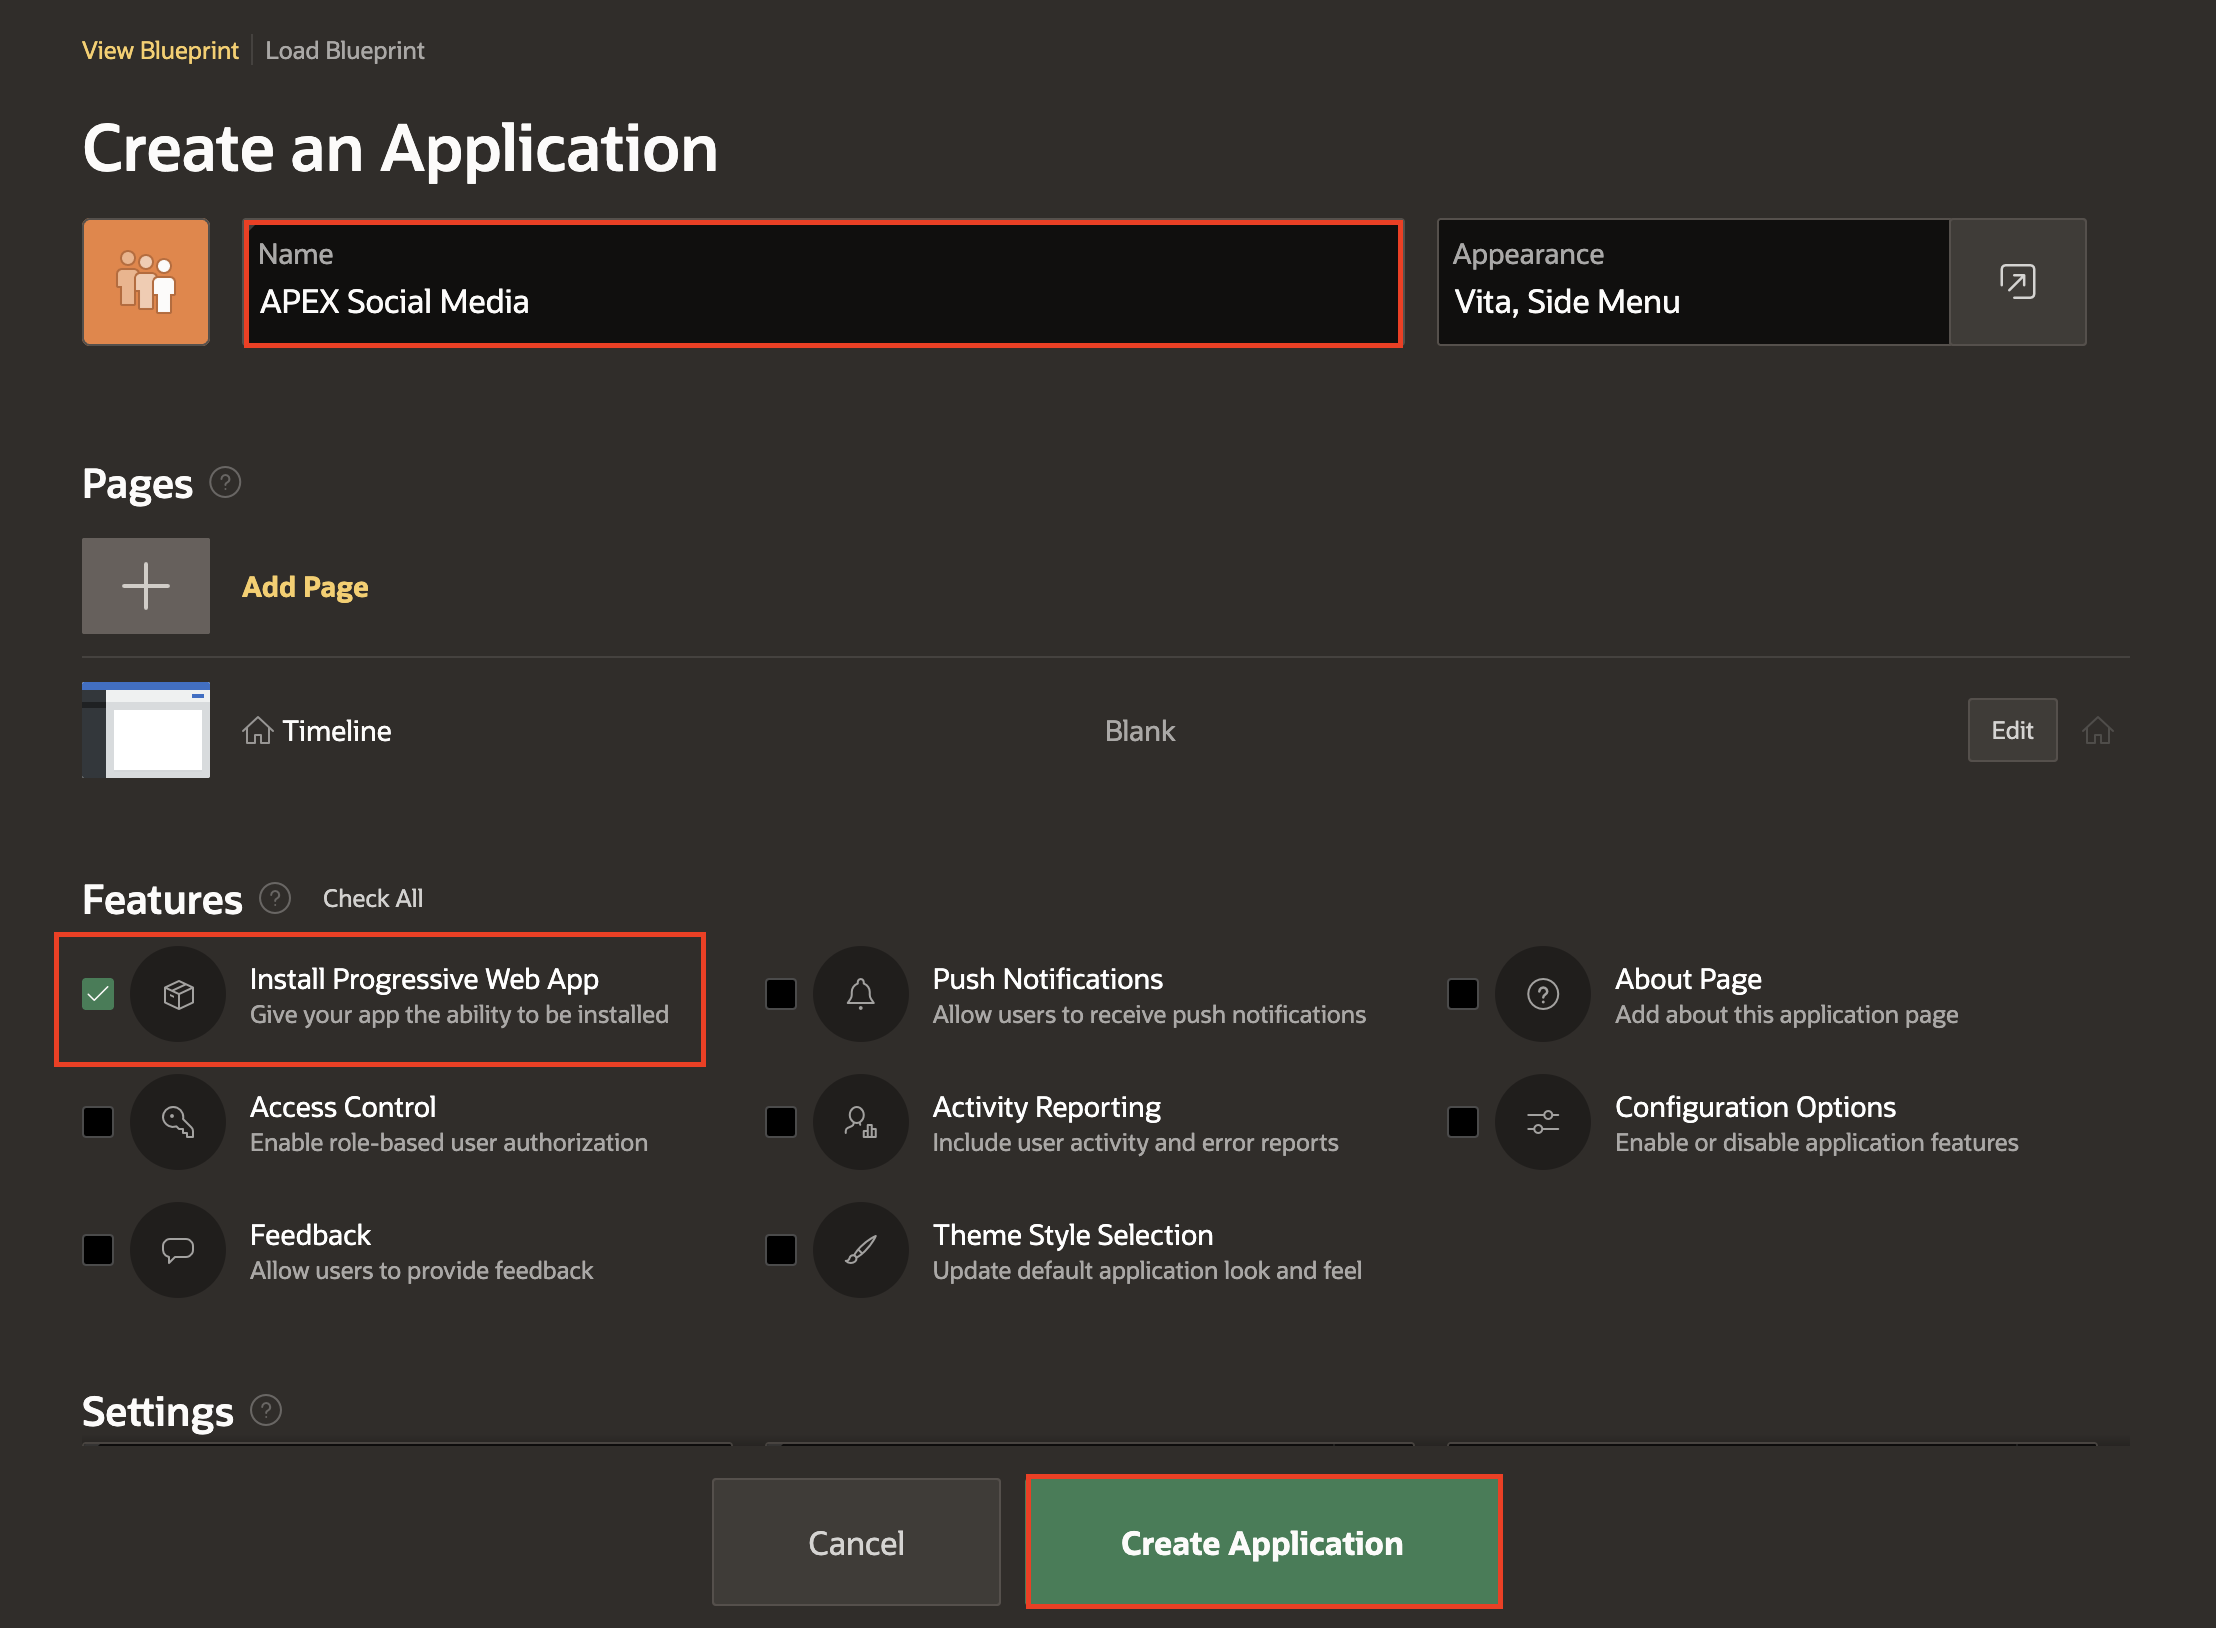 View Blueprint Load Blueprint
Create an Application
Name
APEX Social Media
Appearance
Vita, Side Menu
Pages ?
Add Page
Timeline Blank Edit
Features ? Check All
Install Progressive Web App
Give your app the ability to be installed
Push Notifications
Allow users to receive push notifications
? About Page
Add about this application page
Access Control
Enable role-based user authorization
Activity Reporting
Include user activity and error reports
Configuration Options
Enable or disable application features
Feedback
Allow users to provide feedback
Theme Style Selection
Update default application look and feel
Settings ?
Cancel Create Application